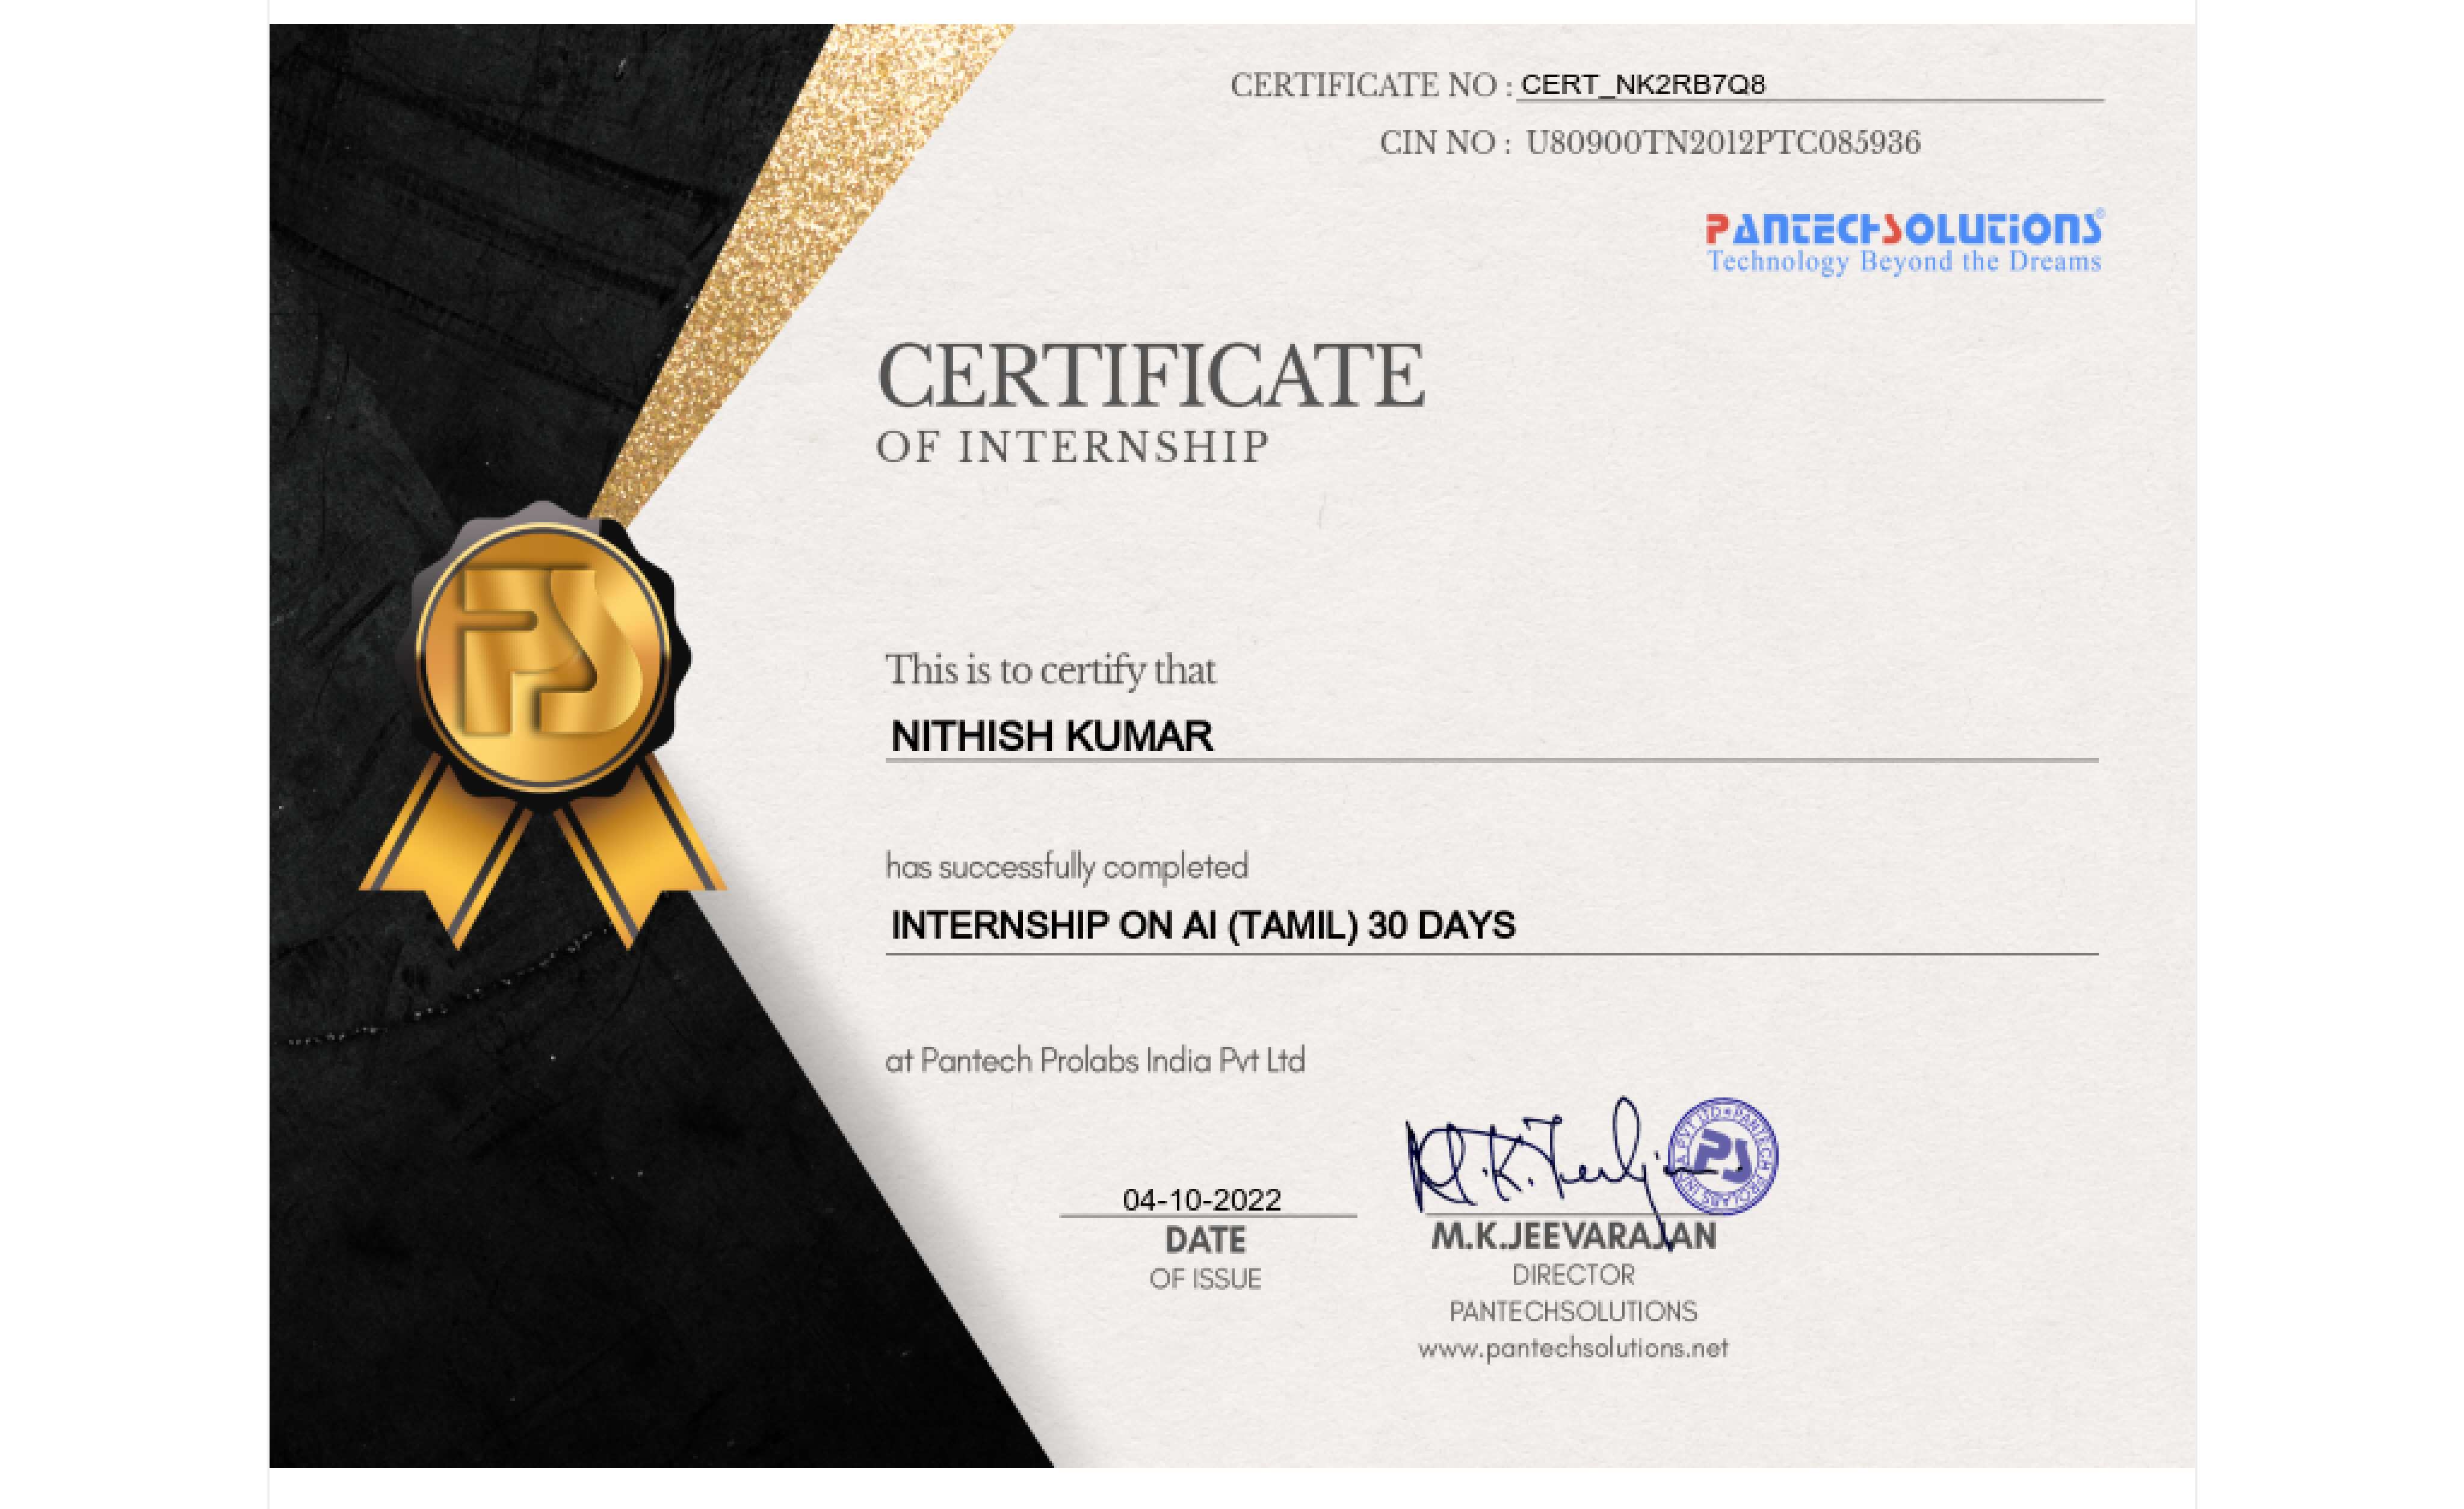 CERTIFICATE NO : CERT_NK2RB7Q8
CIN NO : U80900TN2012PTC085936
PANTECHSOLUTIONS®
Technology Beyond the Dreams
CERTIFICATE
OF INTERNSHIP
PS
This is to certify that
NITHISH KUMAR
has successfully completed
INTERNSHIP ON AI (TAMIL) 30 DAYS
at Pantech Prolabs India Pvt Ltd
04-10-2022
DATE
OF ISSUE
PS
M.K.JEEVARAJAN
DIRECTOR
PANTECHSOLUTIONS
www.pantechsolutions.net